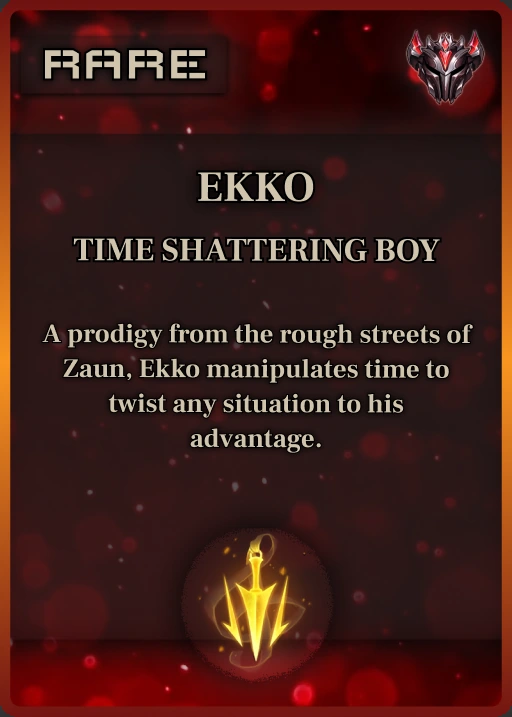 RARE
EKKO
TIME SHATTERING BOY
A prodigy from the rough streets of
Zaun, Ekko manipulates time to
twist any situation to his
advantage.